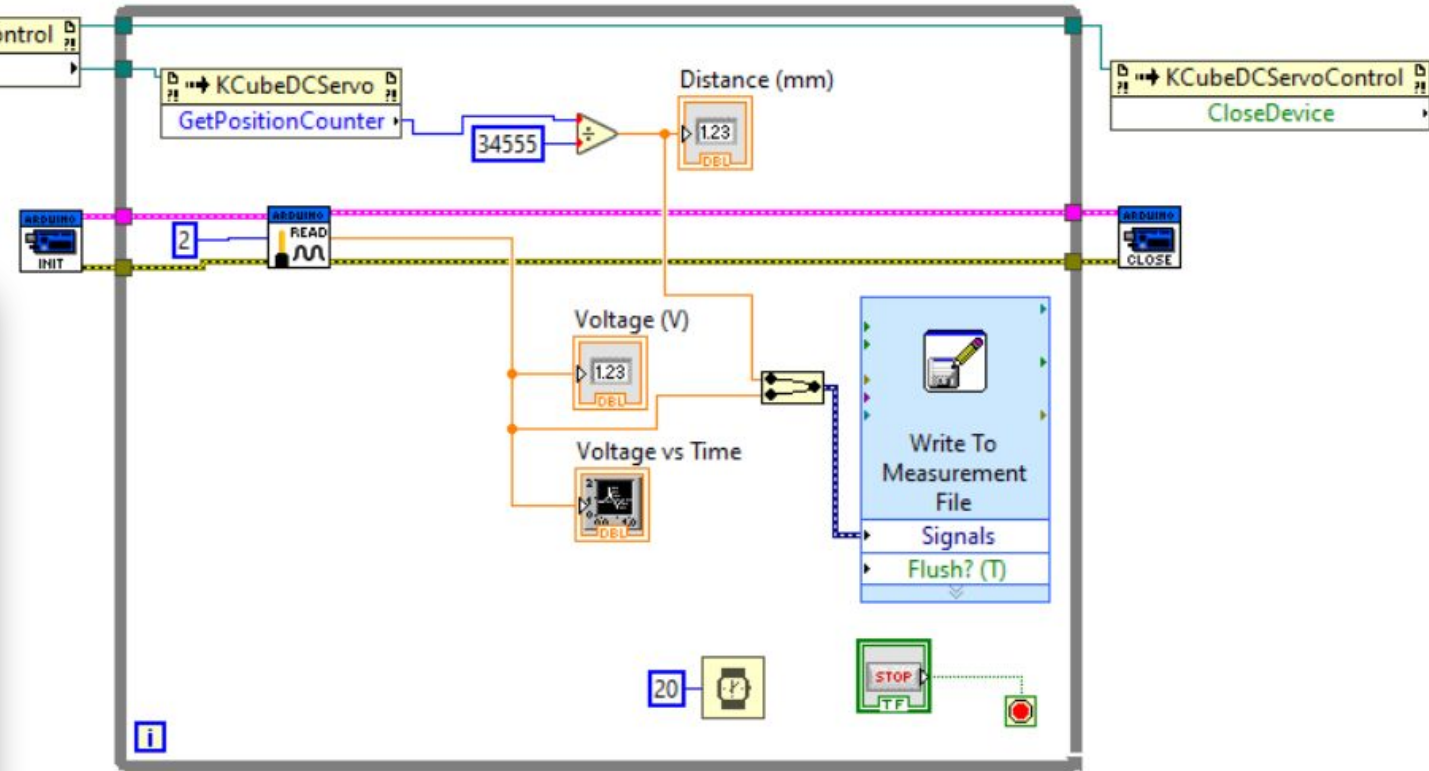 ontrol
KCubeDCServo
GetPositionCounter
34555
Distance (mm)
1.23
DBL
KCubeDCServoControl
CloseDevice
ARDUINO
INIT
2
ARDUINO
READ
ARDUINO
CLOSE
Voltage (V)
1.23
DBL
Voltage vs Time
DBL
Write To
Measurement
File
Signals
Flush? (T)
20
STOP
TF
i